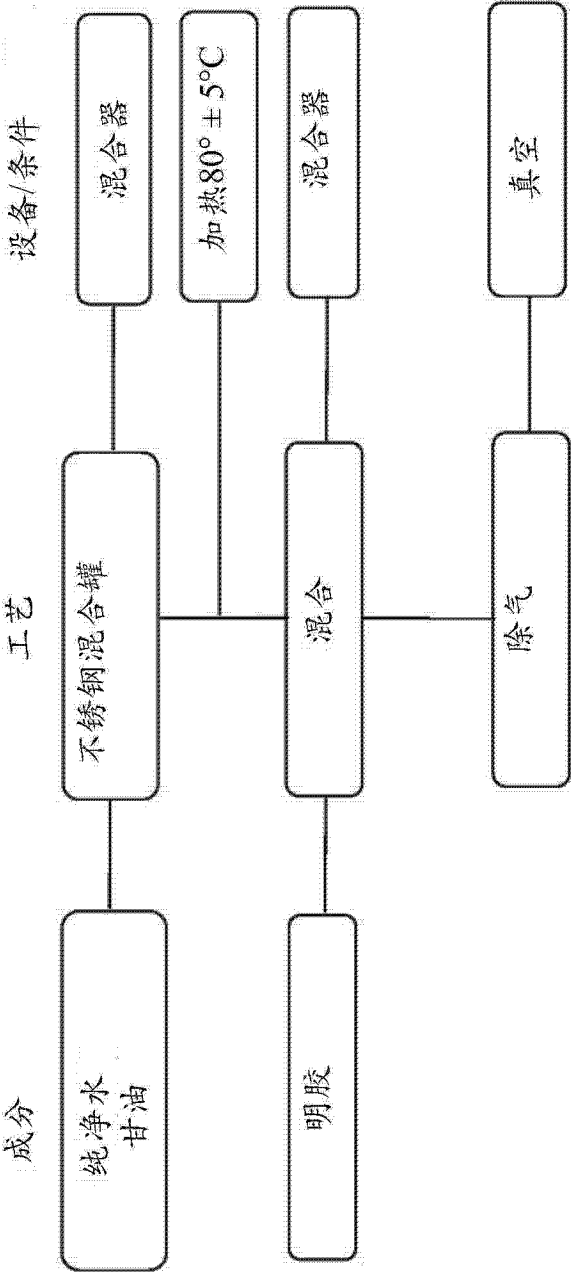 成分
工艺
设备/条件
纯净水
甘油
不锈钢混合罐
混合器
加热80°±5°C
明胶
混合
混合器
除气
真空